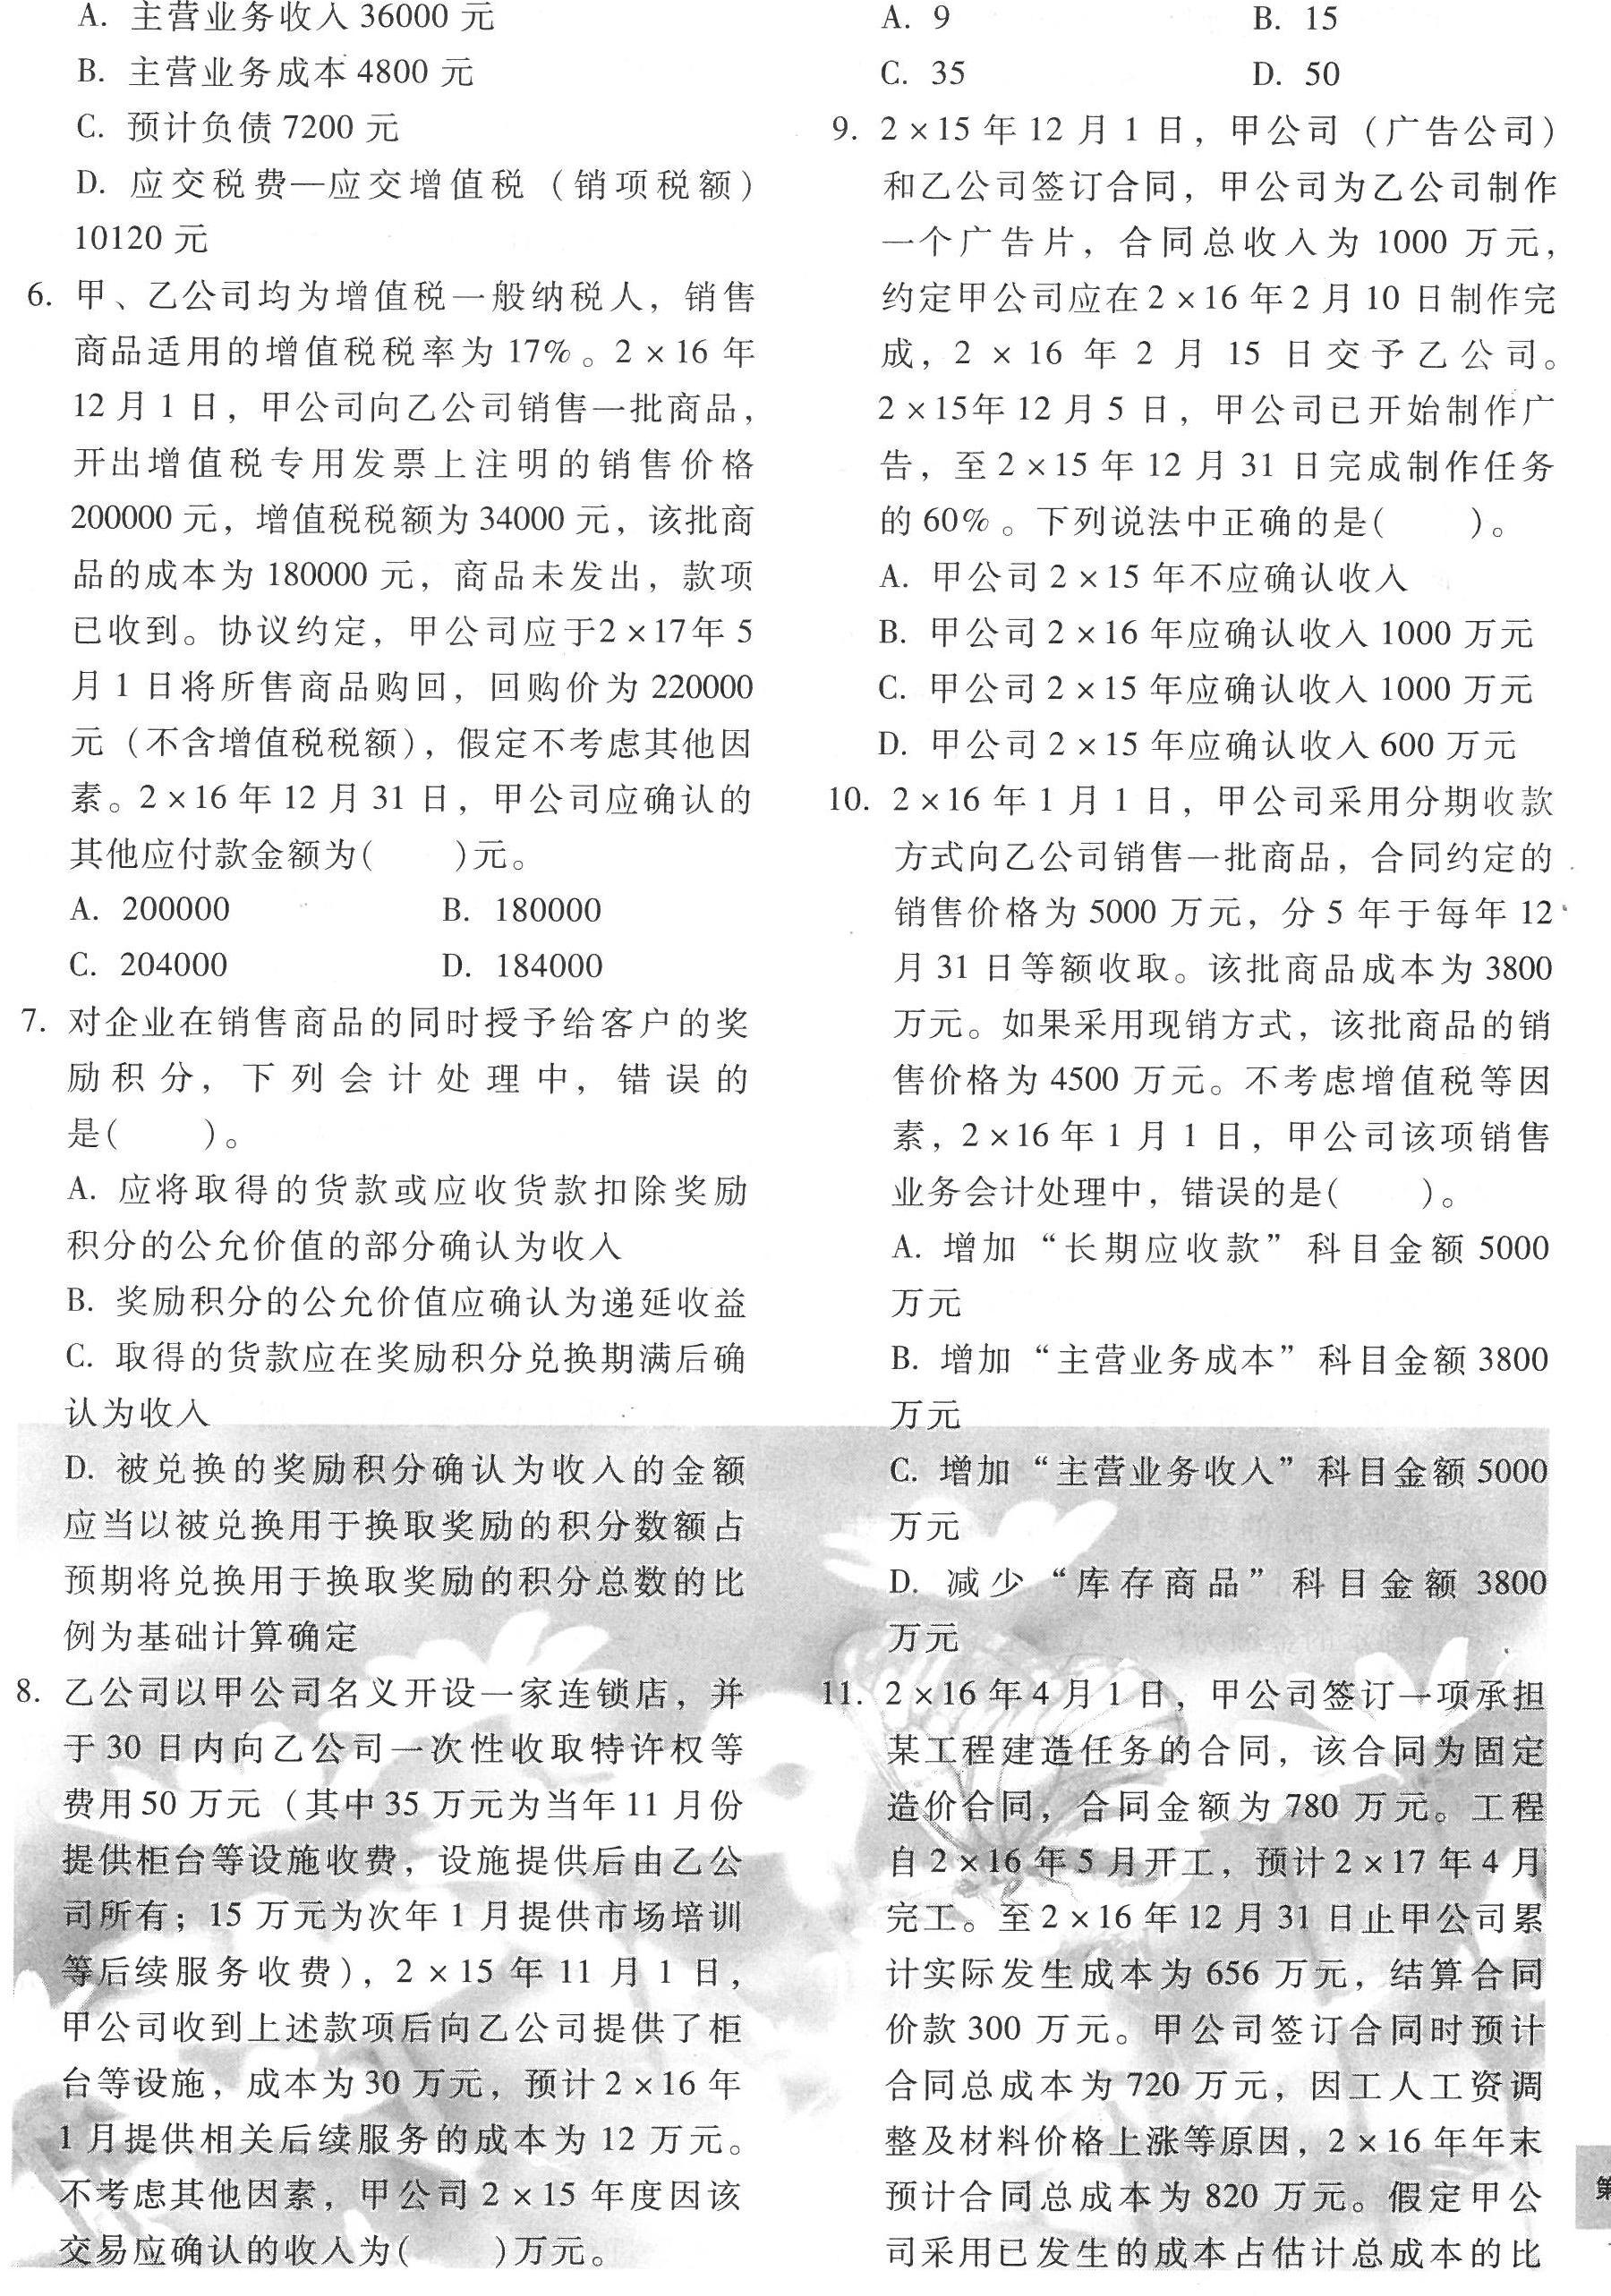 A. 主营业务收入 36000 元
B. 主营业务成本 4800 元
C. 预计负债 7200 元
D. 应交税费—应交增值税（销项税额）
10120 元
6. 甲、乙公司均为增值税一般纳税人，销售
商品适用的增值税税率为 17%。2×16 年
12 月 1 日，甲公司向乙公司销售一批商品，
开出增值税专用发票上注明的销售价格
200000 元，增值税税额为 34000 元，该批商
品的成本为 180000 元，商品未发出，款项
已收到。协议约定，甲公司应于2×17年 5
月 1 日将所售商品购回，回购价为 220000
元（不含增值税税额），假定不考虑其他因
素。2×16 年 12 月 31 日，甲公司应确认的
其他应付款金额为(　　)元。
A. 200000 B. 180000
C. 204000 D. 184000
7. 对企业在销售商品的同时授予给客户的奖
励积分，下列会计处理中，错误的
是(　　)。
A. 应将取得的货款或应收货款扣除奖励
积分的公允价值的部分确认为收入
B. 奖励积分的公允价值应确认为递延收益
C. 取得的货款应在奖励积分兑换期满后确
认为收入
D. 被兑换的奖励积分确认为收入的金额
应当以被兑换用于换取奖励的积分数额占
预期将兑换用于换取奖励的积分总数的比
例为基础计算确定
8. 乙公司以甲公司名义开设一家连锁店，并
于 30 日内向乙公司一次性收取特许权等
费用 50 万元（其中 35 万元为当年 11 月份
提供柜台等设施收费，设施提供后由乙公
司所有；15 万元为次年 1 月提供市场培训
等后续服务收费），2×15 年 11 月 1 日，
甲公司收到上述款项后向乙公司提供了柜
台等设施，成本为 30 万元，预计 2×16 年
1 月提供相关后续服务的成本为 12 万元。
不考虑其他因素，甲公司 2×15 年度因该
交易应确认的收入为(　　)万元。
A. 9 B. 15
C. 35 D. 50
9. 2×15 年 12 月 1 日，甲公司（广告公司）
和乙公司签订合同，甲公司为乙公司制作
一个广告片，合同总收入为 1000 万元，
约定甲公司应在 2×16 年 2 月 10 日制作完
成，2×16 年 2 月 15 日交予乙公司。
2×15年 12 月 5 日，甲公司已开始制作广
告，至 2×15 年 12 月 31 日完成制作任务
的 60%。下列说法中正确的是(　　)。
A. 甲公司 2×15 年不应确认收入
B. 甲公司 2×16 年应确认收入 1000 万元
C. 甲公司 2×15 年应确认收入 1000 万元
D. 甲公司 2×15 年应确认收入 600 万元
10. 2×16 年 1 月 1 日，甲公司采用分期收款
方式向乙公司销售一批商品，合同约定的
销售价格为 5000 万元，分 5 年于每年 12
月 31 日等额收取。该批商品成本为 3800
万元。如果采用现销方式，该批商品的销
售价格为 4500 万元。不考虑增值税等因
素，2×16 年 1 月 1 日，甲公司该项销售
业务会计处理中，错误的是(　　)。
A. 增加“长期应收款”科目金额 5000
万元
B. 增加“主营业务成本”科目金额 3800
万元
C. 增加“主营业务收入”科目金额 5000
万元
D. 减少“库存商品”科目金额 3800
万元
11. 2×16 年 4 月 1 日，甲公司签订一项承担
某工程建造任务的合同，该合同为固定
造价合同，合同金额为 780 万元。工程
自 2×16 年 5 月开工，预计 2×17 年 4 月
完工。至 2×16 年 12 月 31 日止甲公司累
计实际发生成本为 656 万元，结算合同
价款 300 万元。甲公司签订合同时预计
合同总成本为 720 万元，因工人工资调
整及材料价格上涨等原因，2×16 年年末
预计合同总成本为 820 万元。假定甲公
司采用已发生的成本占估计总成本的比